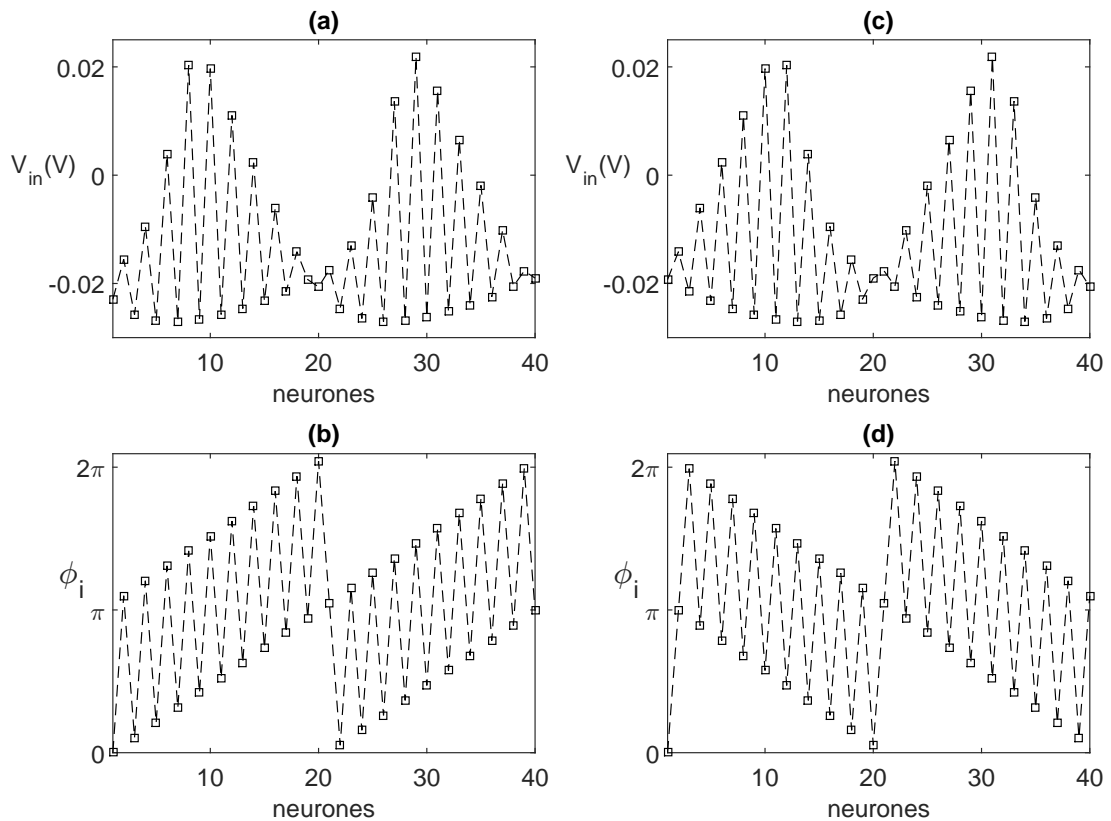 (a)
0.02
0
-0.02
V_in(V)
10 20 30 40
neurones
(c)
0.02
0
-0.02
V_in(V)
10 20 30 40
neurones
(b)
2π
π
0
ϕ_i
10 20 30 40
neurones
(d)
2π
π
0
ϕ_i
10 20 30 40
neurones